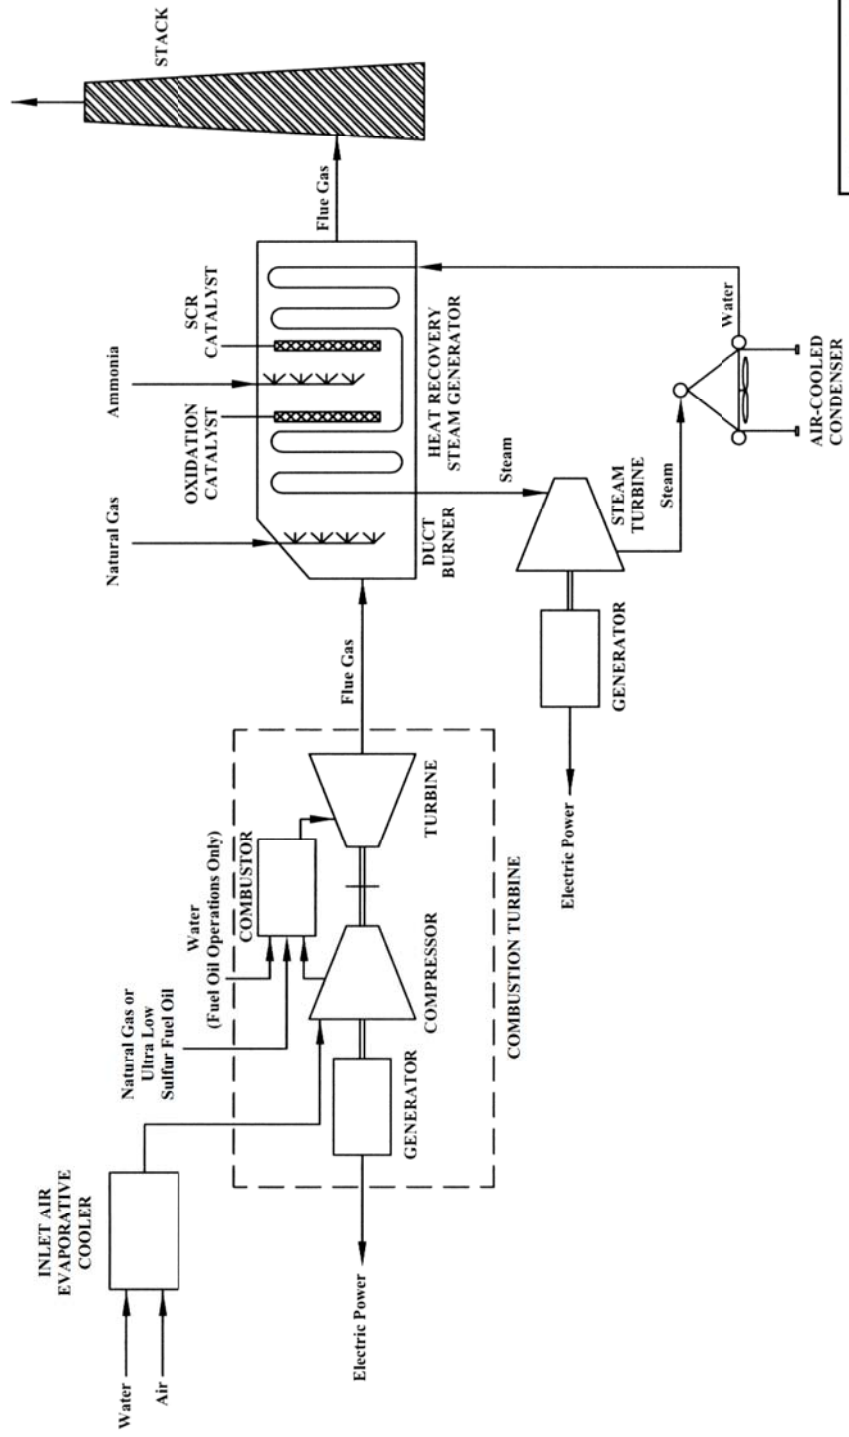 STACK
Flue Gas
SCR
CATALYST
Ammonia
OXIDATION
CATALYST
Natural Gas
HEAT RECOVERY
STEAM GENERATOR
DUCT
BURNER
Water
AIR-COOLED
CONDENSER
Steam
STEAM
TURBINE
Steam
GENERATOR
Electric Power
Flue Gas
TURBINE
COMBUSTOR
Water
(Fuel Oil Operations Only)
Natural Gas or
Ultra Low
Sulfur Fuel Oil
COMPRESSOR
COMBUSTION TURBINE
GENERATOR
INLET AIR
EVAPORATIVE
COOLER
Electric Power
Water
Air